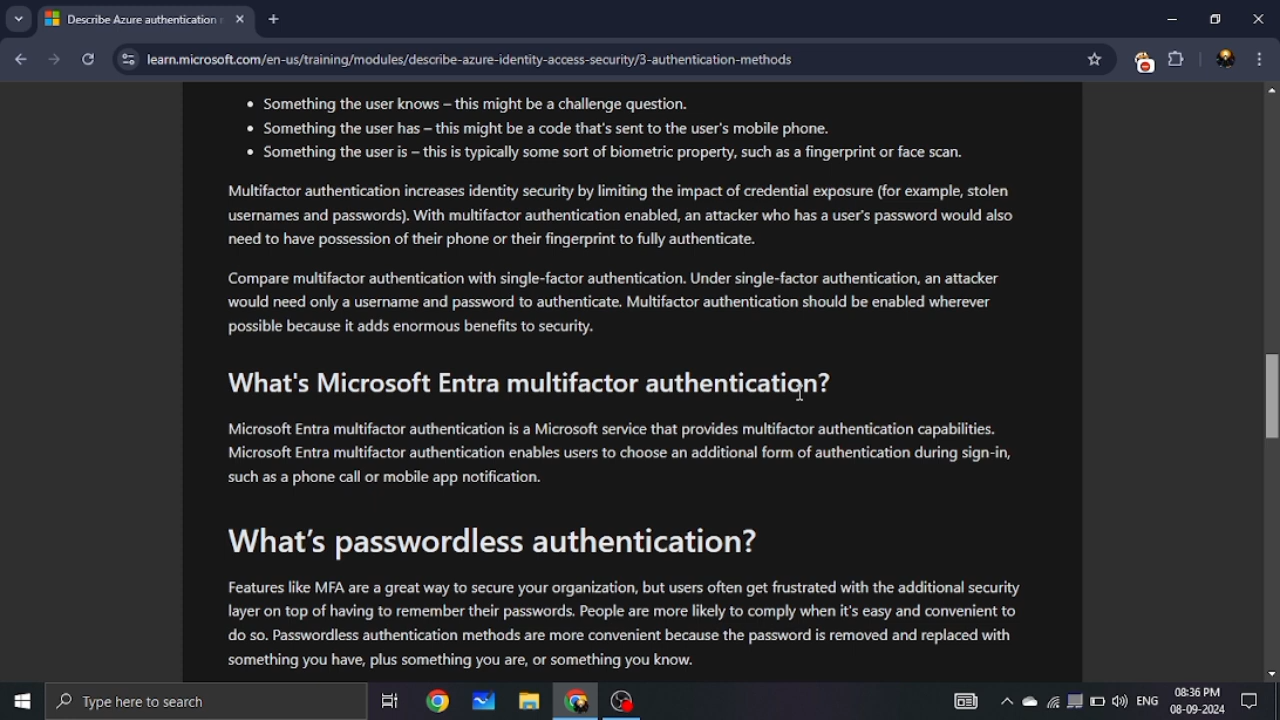 Describe Azure authentication
learn.microsoft.com/en-us/training/modules/describe-azure-identity-access-security/3-authentication-methods
Something the user knows – this might be a challenge question.
Something the user has – this might be a code that's sent to the user's mobile phone.
Something the user is – this is typically some sort of biometric property, such as a fingerprint or face scan.
Multifactor authentication increases identity security by limiting the impact of credential exposure (for example, stolen
usernames and passwords). With multifactor authentication enabled, an attacker who has a user's password would also
need to have possession of their phone or their fingerprint to fully authenticate.
Compare multifactor authentication with single-factor authentication. Under single-factor authentication, an attacker
would need only a username and password to authenticate. Multifactor authentication should be enabled wherever
possible because it adds enormous benefits to security.
What's Microsoft Entra multifactor authentication?
Microsoft Entra multifactor authentication is a Microsoft service that provides multifactor authentication capabilities.
Microsoft Entra multifactor authentication enables users to choose an additional form of authentication during sign-in,
such as a phone call or mobile app notification.
What’s passwordless authentication?
Features like MFA are a great way to secure your organization, but users often get frustrated with the additional security
layer on top of having to remember their passwords. People are more likely to comply when it's easy and convenient to
do so. Passwordless authentication methods are more convenient because the password is removed and replaced with
something you have, plus something you are, or something you know.
Type here to search
ENG
08:36 PM
08-09-2024